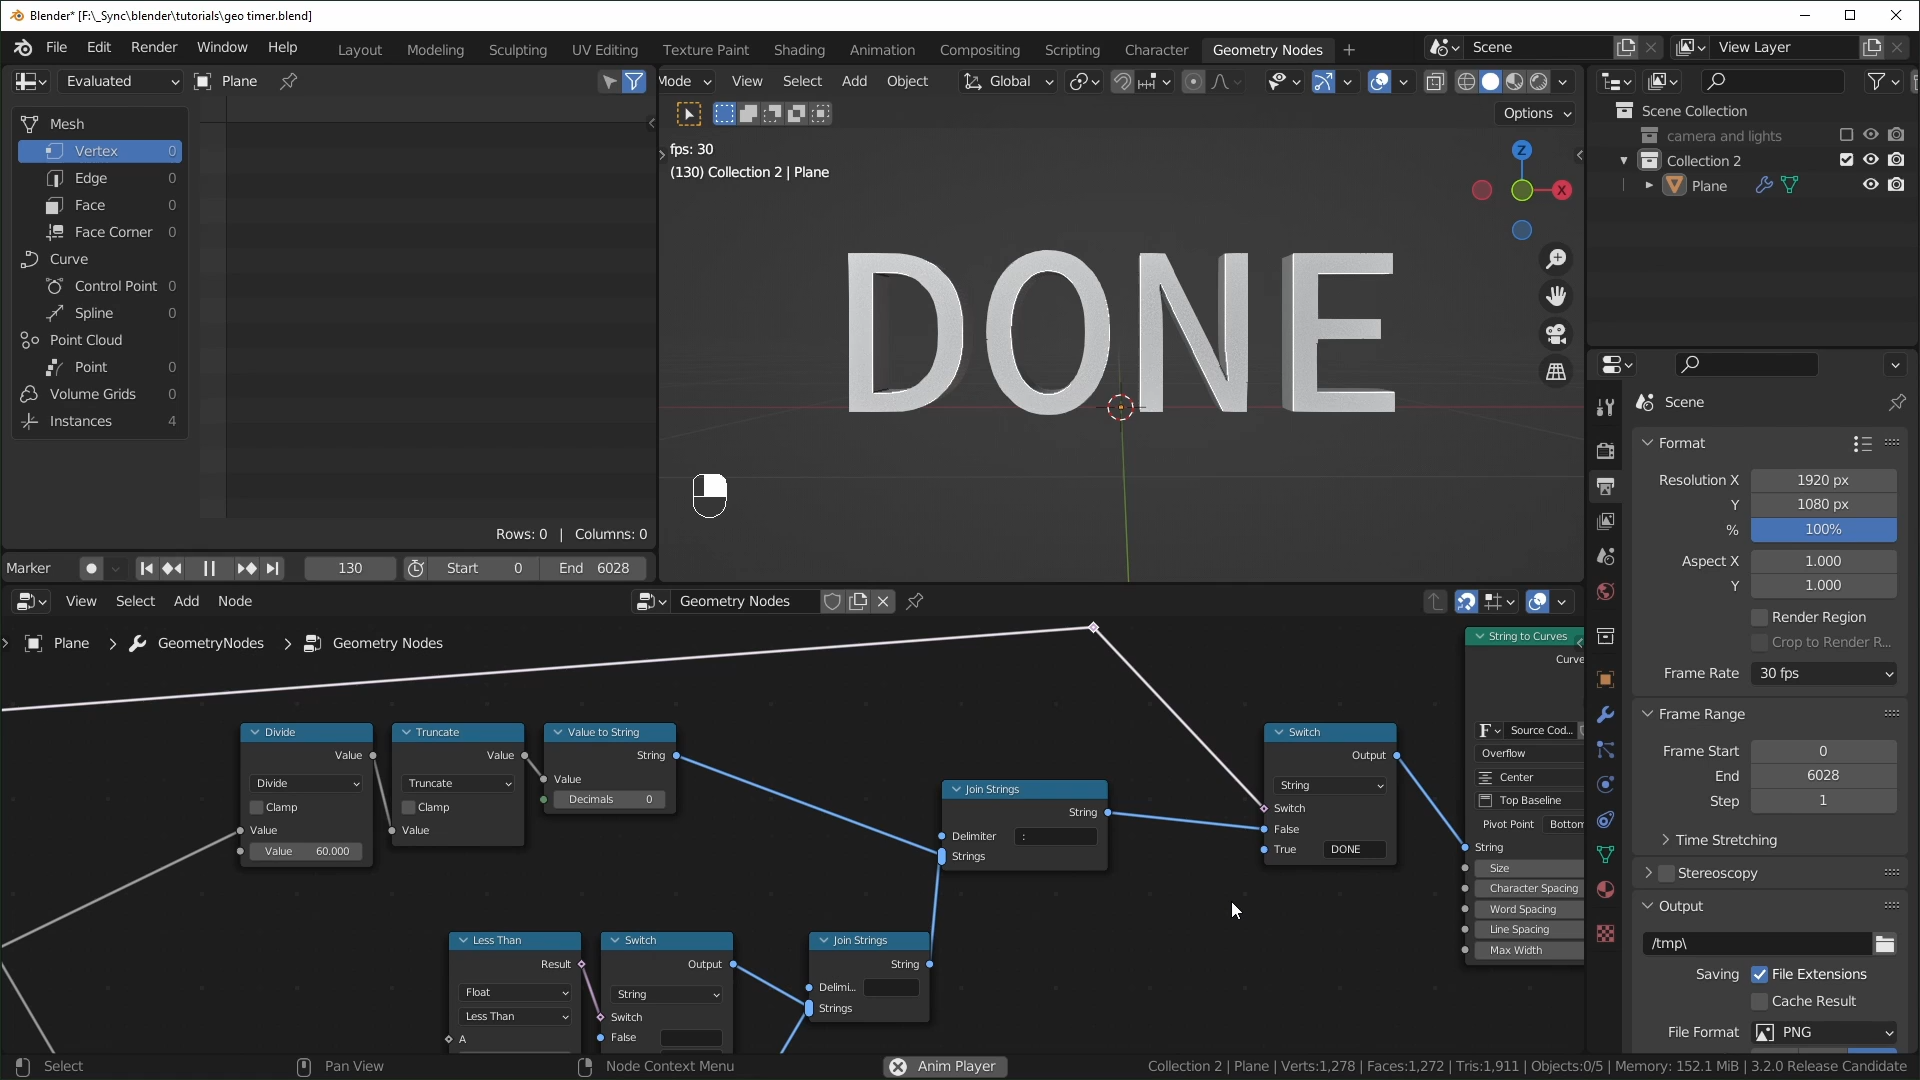 Blender* [F:\_Sync\blender\tutorials\geo timer.blend]
File Edit Render Window Help Layout Modeling Sculpting UV Editing Texture Paint Shading Animation Compositing Scripting Character Geometry Nodes + Scene View Layer
Evaluated Plane
Mode View Select Add Object Global
Options
Mesh
Vertex 0
Edge 0
Face 0
Face Corner 0
Curve
Control Point 0
Spline 0
Point Cloud
Point 0
Volume Grids 0
Instances 4
Rows: 0 | Columns: 0
Marker 130 Start 0 End 6028
fps: 30
(130) Collection 2 | Plane
Z
X
DONE
Scene Collection
camera and lights
Collection 2
Plane
Scene
Format
Resolution X 1920 px
Y 1080 px
% 100%
Aspect X 1.000
Y 1.000
Render Region
Crop to Render R...
Frame Rate 30 fps
Frame Range
Frame Start 0
End 6028
Step 1
Time Stretching
Stereoscopy
Output
/tmp\
Saving File Extensions
Cache Result
File Format PNG
View Select Add Node Geometry Nodes
Plane > GeometryNodes > Geometry Nodes
Divide
Value
Divide
Clamp
Value
Value 60.000
Truncate
Value
Truncate
Clamp
Value
Value to String
String
Value
Decimals 0
Join Strings
String
Delimiter :
Strings
Switch
Output
String
Switch
False
True DONE
String to Curves
Curve
Source Cod...
Overflow
Center
Top Baseline
Pivot Point Bottom
String
Size
Character Spacing
Word Spacing
Line Spacing
Max Width
Less Than
Result
Float
Less Than
A
Switch
Output
String
Switch
False
Join Strings
String
Delimi...
Strings
Select Pan View Node Context Menu Anim Player Collection 2 | Plane | Verts:1,278 | Faces:1,272 | Tris:1,911 | Objects:0/5 | Memory: 152.1 MiB | 3.2.0 Release Candidate